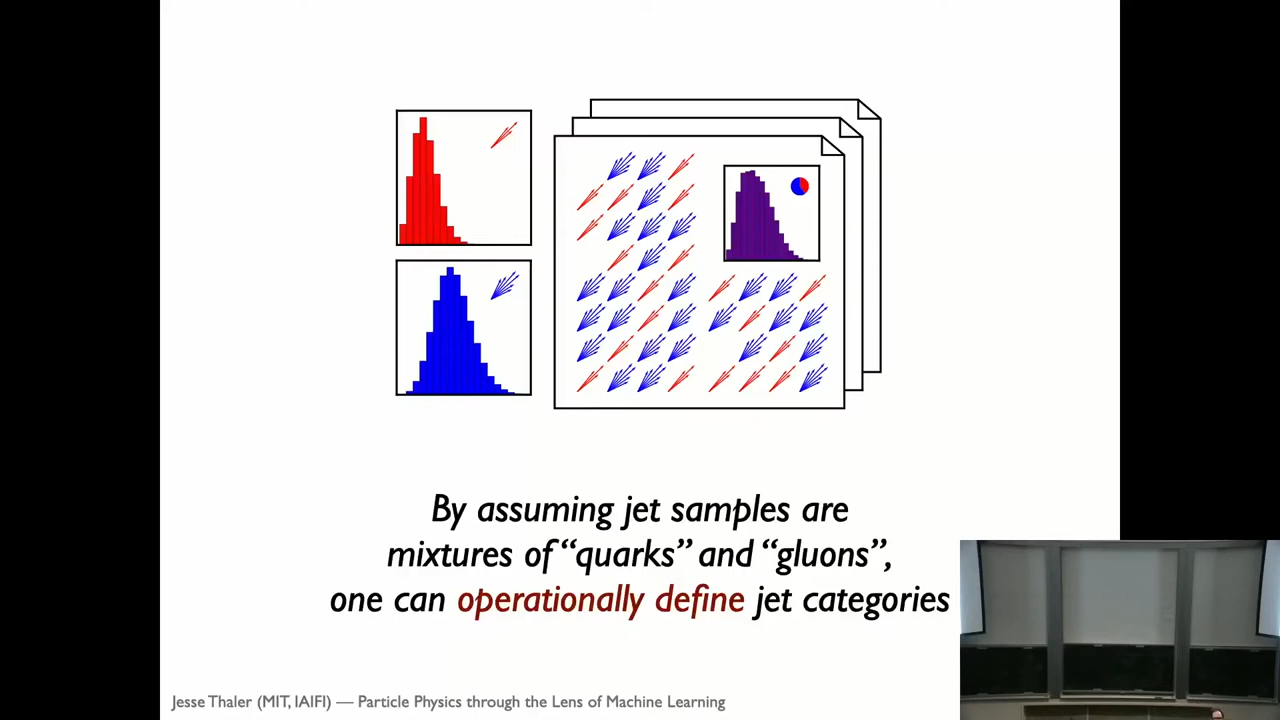 By assuming jet samples are
mixtures of “quarks” and “gluons”,
one can operationally define jet categories
Jesse Thaler (MIT, IAIFI) — Particle Physics through the Lens of Machine Learning